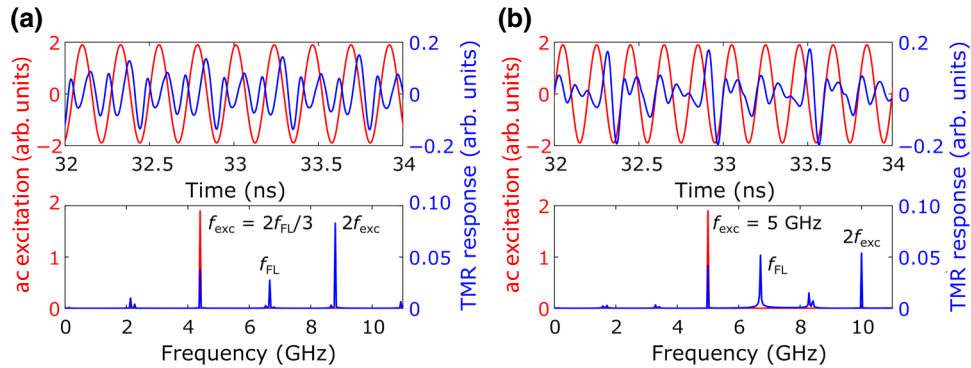 (a)
ac excitation (arb. units)
2
0
−2
0.2
0
−0.2
TMR response (arb. units)
32 32.5 33 33.5 34
Time (ns)
ac excitation (arb. units)
2
1
0
f_exc = 2f_FL/3
f_FL
2f_exc
0.10
0.05
0
TMR response (arb. units)
0 2 4 6 8 10
Frequency (GHz)
(b)
ac excitation (arb. units)
2
0
−2
0.2
0
−0.2
TMR response (arb. units)
32 32.5 33 33.5 34
Time (ns)
ac excitation (arb. units)
2
1
0
f_exc = 5 GHz
f_FL
2f_exc
0.10
0.05
0
TMR response (arb. units)
0 2 4 6 8 10
Frequency (GHz)